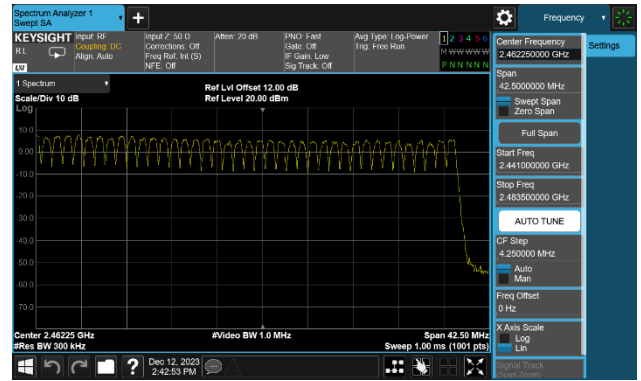 Spectrum Analyzer 1
Swept SA
Frequency
KEYSIGHT
RL
Input: RF
Coupling: DC
Align: Auto
Input Z: 50 Ω
Corrections: Off
Freq Ref: Int (S)
NFE: Off
Atten: 20 dB
PNO: Fast
Gate: Off
IF Gain: Low
Sig Track: Off
Avg Type: Log-Power
Trig: Free Run
1 2 3 4 5 6
M W W W W W
P N N N N N
LXI
1 Spectrum
Scale/Div 10 dB
Ref Lvl Offset 12.00 dB
Ref Level 20.00 dBm
Log
10.0
0.00
-10.0
-20.0
-30.0
-40.0
-50.0
-60.0
-70.0
Center 2.46225 GHz
#Res BW 300 kHz
#Video BW 1.0 MHz
Span 42.50 MHz
Sweep 1.00 ms (1001 pts)
?
Dec 12, 2023
2:42:53 PM
Center Frequency
2.462250000 GHz
Span
42.5000000 MHz
Swept Span
Zero Span
Full Span
Start Freq
2.441000000 GHz
Stop Freq
2.483500000 GHz
AUTO TUNE
CF Step
4.250000 MHz
Auto
Man
Freq Offset
0 Hz
X Axis Scale
Log
Lin
Signal Track
(Span Zoom)
Settings